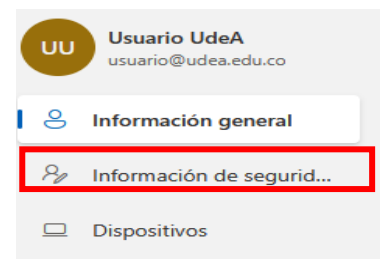 UU
Usuario UdeA
usuario@udea.edu.co
Información general
Información de segurid...
Dispositivos